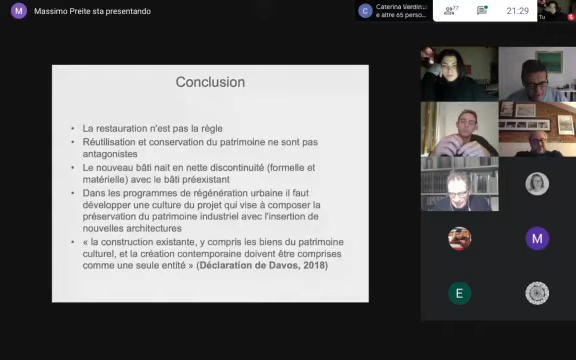 M Massimo Preite sta presentando
C Caterina Verdin...
e altre 65 perso...
77
21:29
Tu
Conclusion
• La restauration n'est pas la règle
• Réutilisation et conservation du patrimoine ne sont pas
antagonistes
• Le nouveau bâti nait en nette discontinuité (formelle et
matérielle) avec le bâti préexistant
• Dans les programmes de régénération urbaine il faut
développer une culture du projet qui vise à composer la
préservation du patrimoine industriel avec l'insertion de
nouvelles architectures
• « la construction existante, y compris les biens du patrimoine
culturel, et la création contemporaine doivent être comprises
comme une seule entité » (Déclaration de Davos, 2018)
M
E